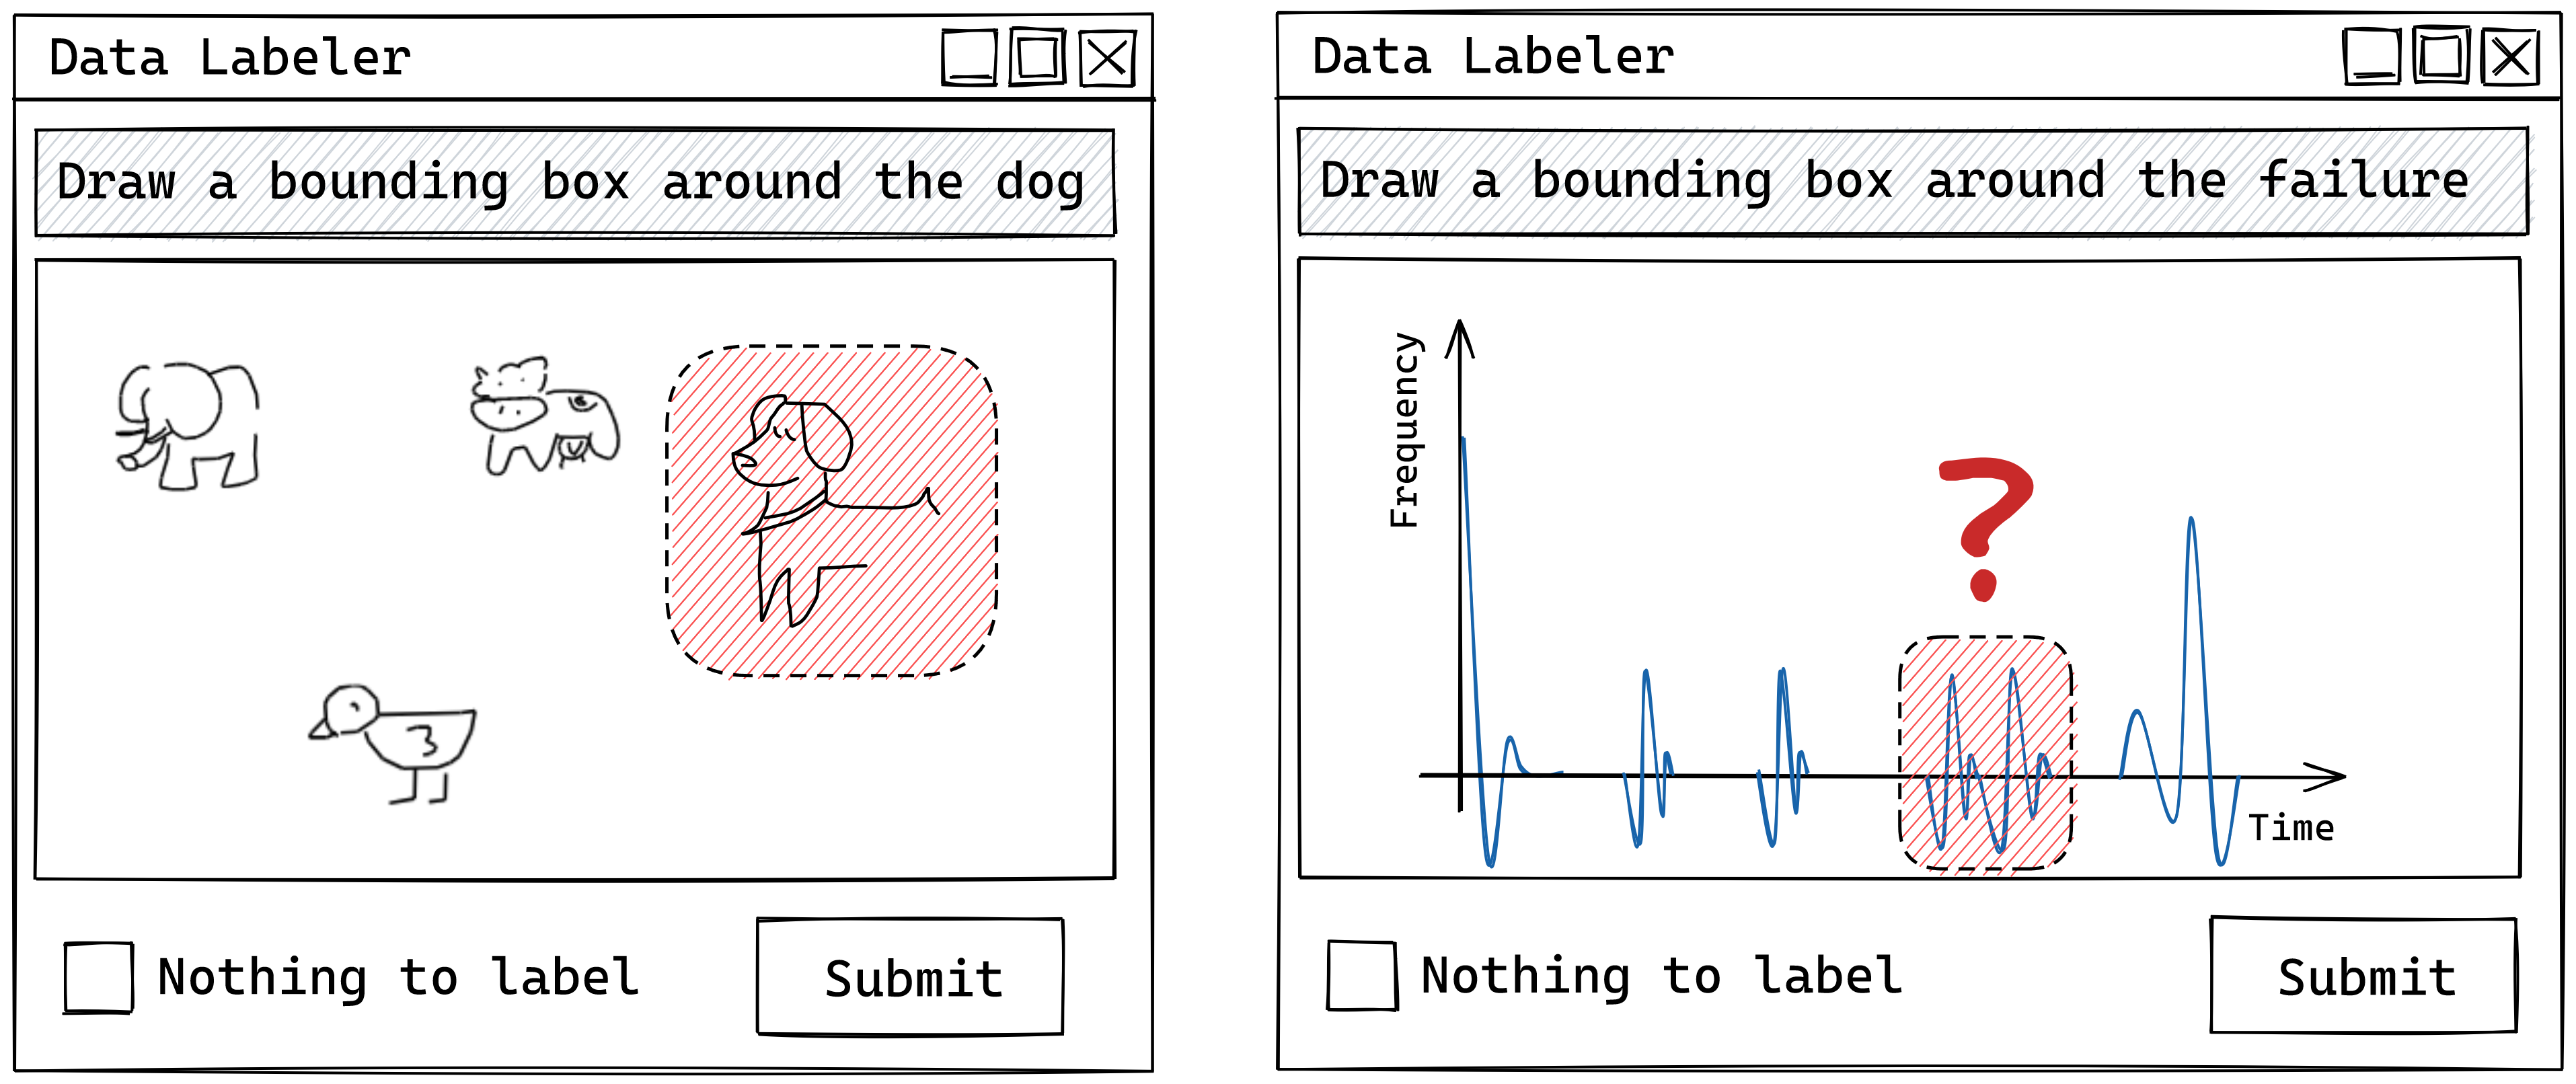 Data Labeler
Draw a bounding box around the dog
Nothing to label
Submit
Data Labeler
Draw a bounding box around the failure
Frequency
?
Time
Nothing to label
Submit